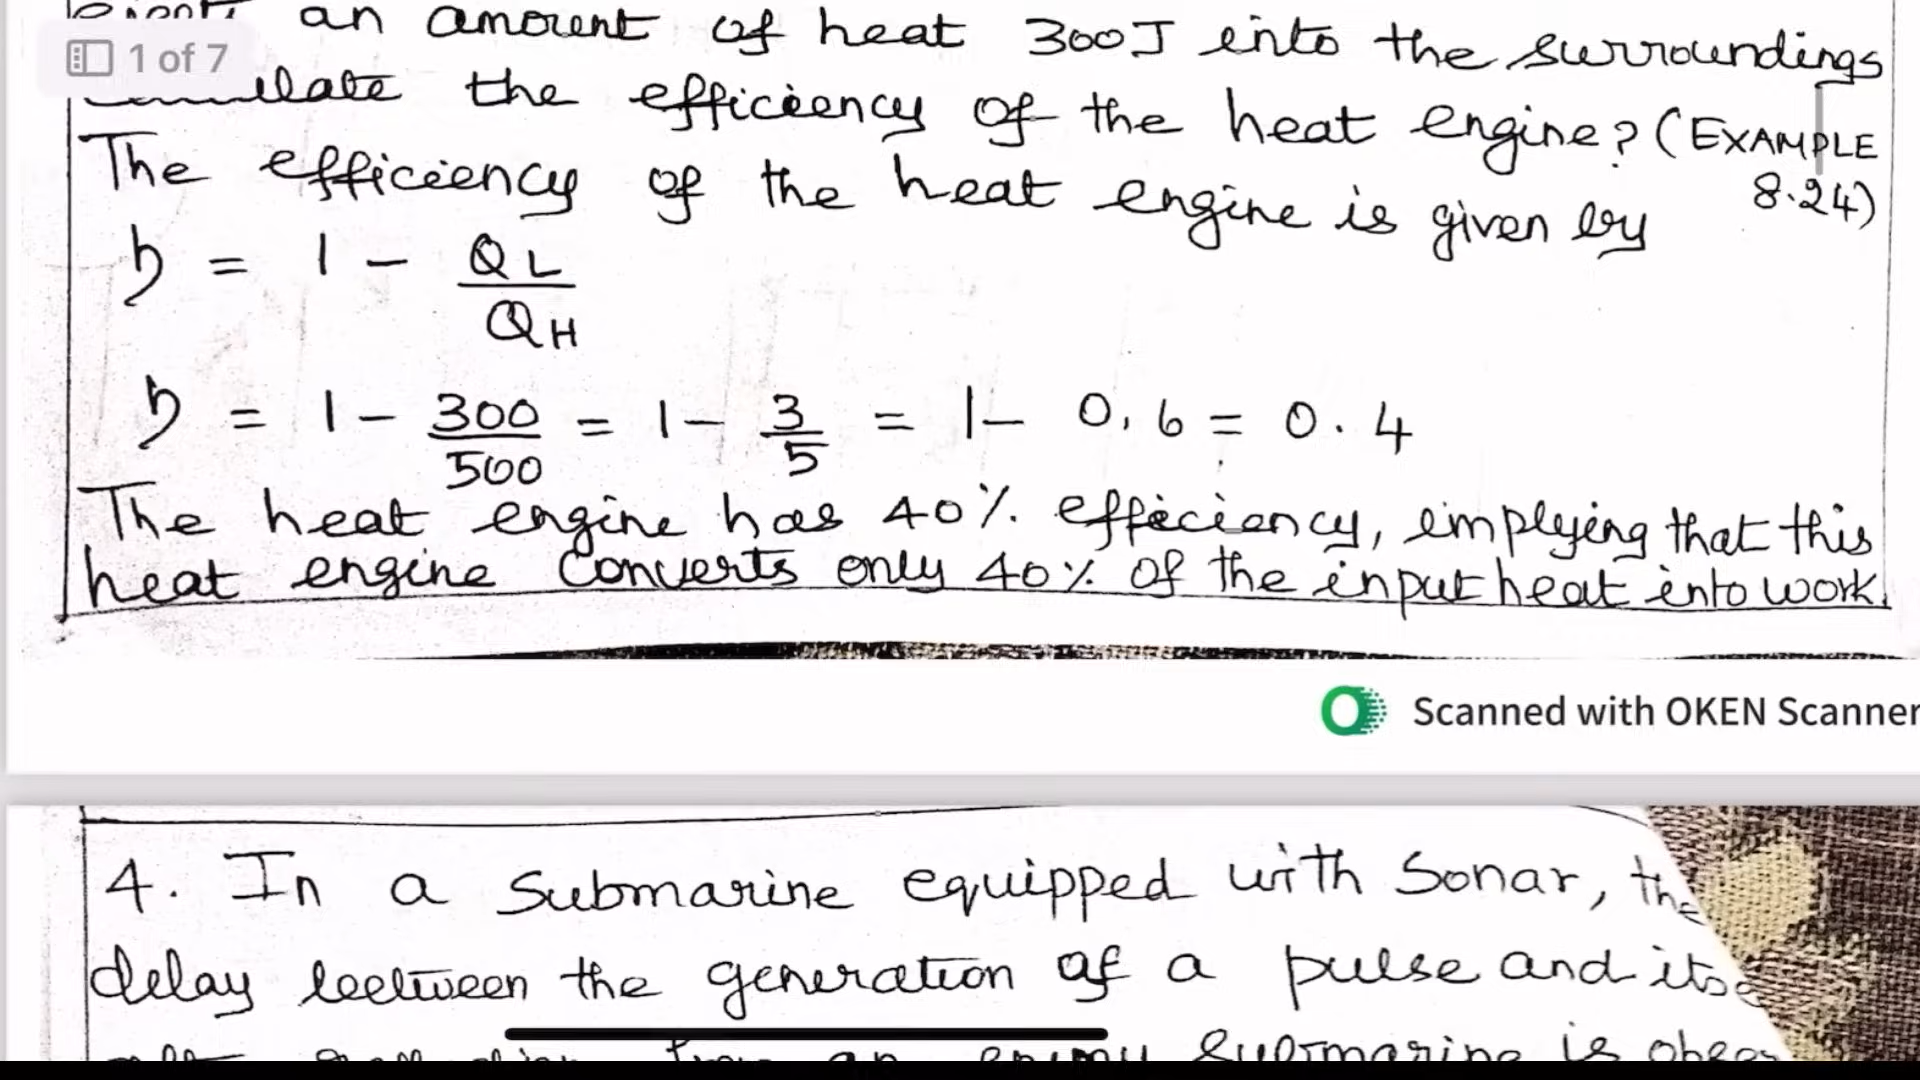 an amount of heat 300J into the surroundings
1 of 7
the efficiency of the heat engine? (EXAMPLE
8.24)
The efficiency of the heat engine is given by
η = 1 - QL/QH
η = 1 - 300/500 = 1 - 3/5 = 1 - 0.6 = 0.4
The heat engine has 40% efficiency, implying that this
heat engine converts only 40% of the input heat into work.
Scanned with OKEN Scanner
4. In a Submarine equipped with Sonar, the
delay between the generation of a pulse and its
an enemy submarine is